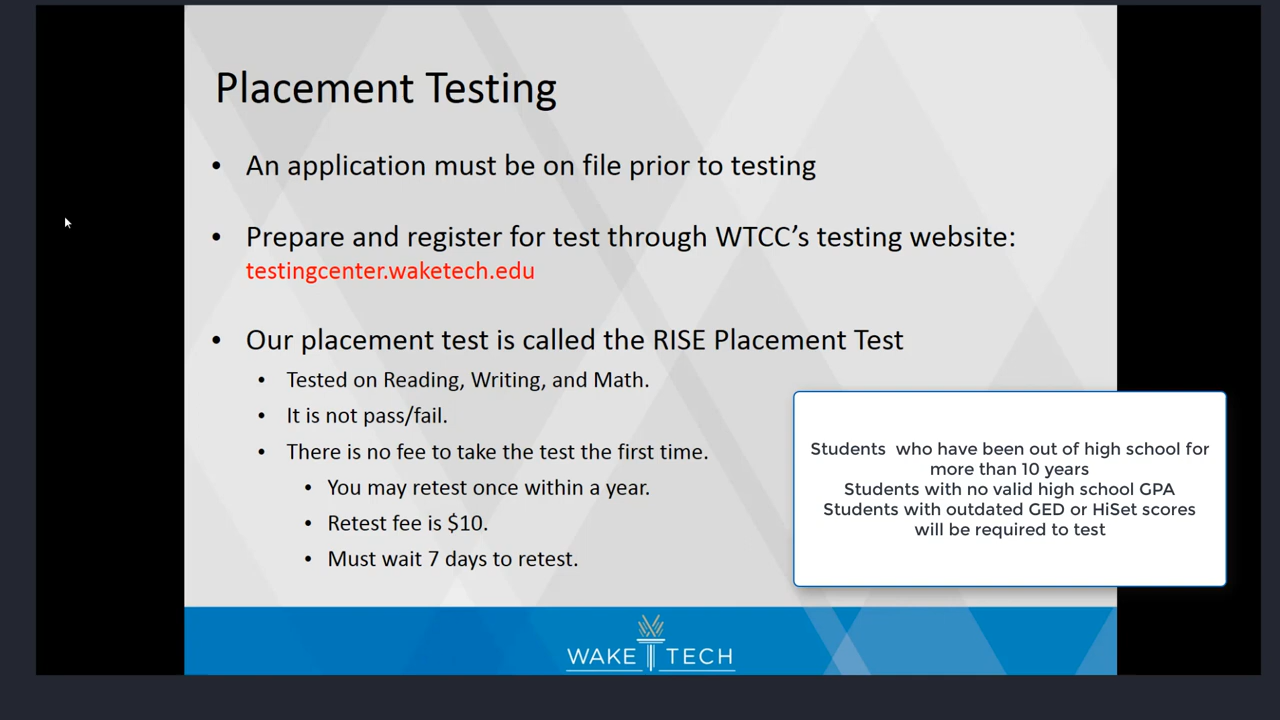 Placement Testing
• An application must be on file prior to testing
• Prepare and register for test through WTCC’s testing website:
testingcenter.waketech.edu
• Our placement test is called the RISE Placement Test
• Tested on Reading, Writing, and Math.
• It is not pass/fail.
• There is no fee to take the test the first time.
• You may retest once within a year.
• Retest fee is $10.
• Must wait 7 days to retest.
Students who have been out of high school for
more than 10 years
Students with no valid high school GPA
Students with outdated GED or HiSet scores
will be required to test
WAKE TECH